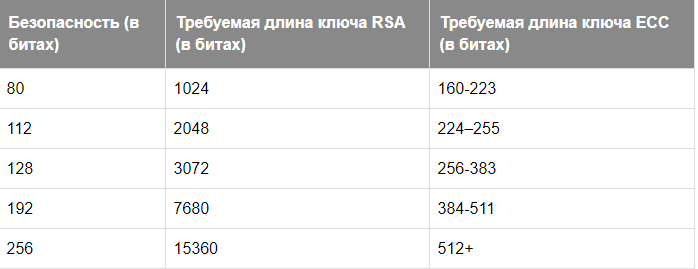 Безопасность (в битах) Требуемая длина ключа RSA (в битах) Требуемая длина ключа ECC (в битах)
80 1024 160-223
112 2048 224–255
128 3072 256-383
192 7680 384-511
256 15360 512+